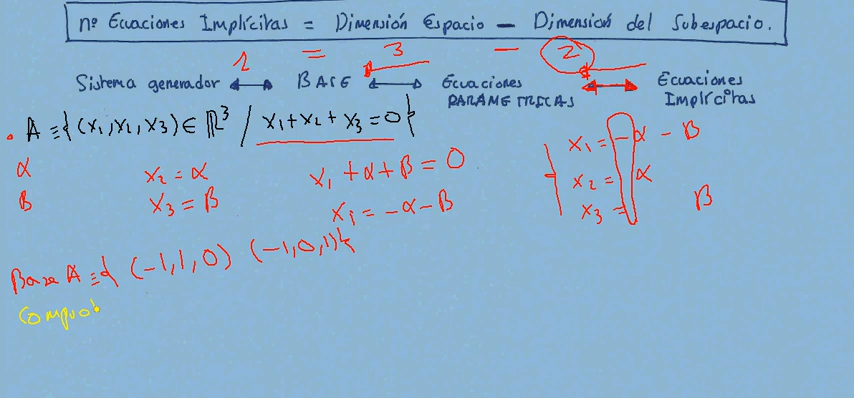 nº Ecuaciones Implícitas = Dimensión Espacio - Dimensión del Subespacio.
1 = 3 - 2
Sistema generador ↔ BASE ↔ Ecuaciones PARAMETRICAS ↔ Ecuaciones Implícitas
• A ≡ {(x₁, x₂, x₃) ∈ ℝ³ / x₁+x₂+x₃=0}
α x₂ = α x₁ + α + β = 0
β x₃ = β x₁ = -α - β
x₁ = -α - β
x₂ = α
x₃ = β
Base A ≡ { (-1,1,0) (-1,0,1)}
Comprob